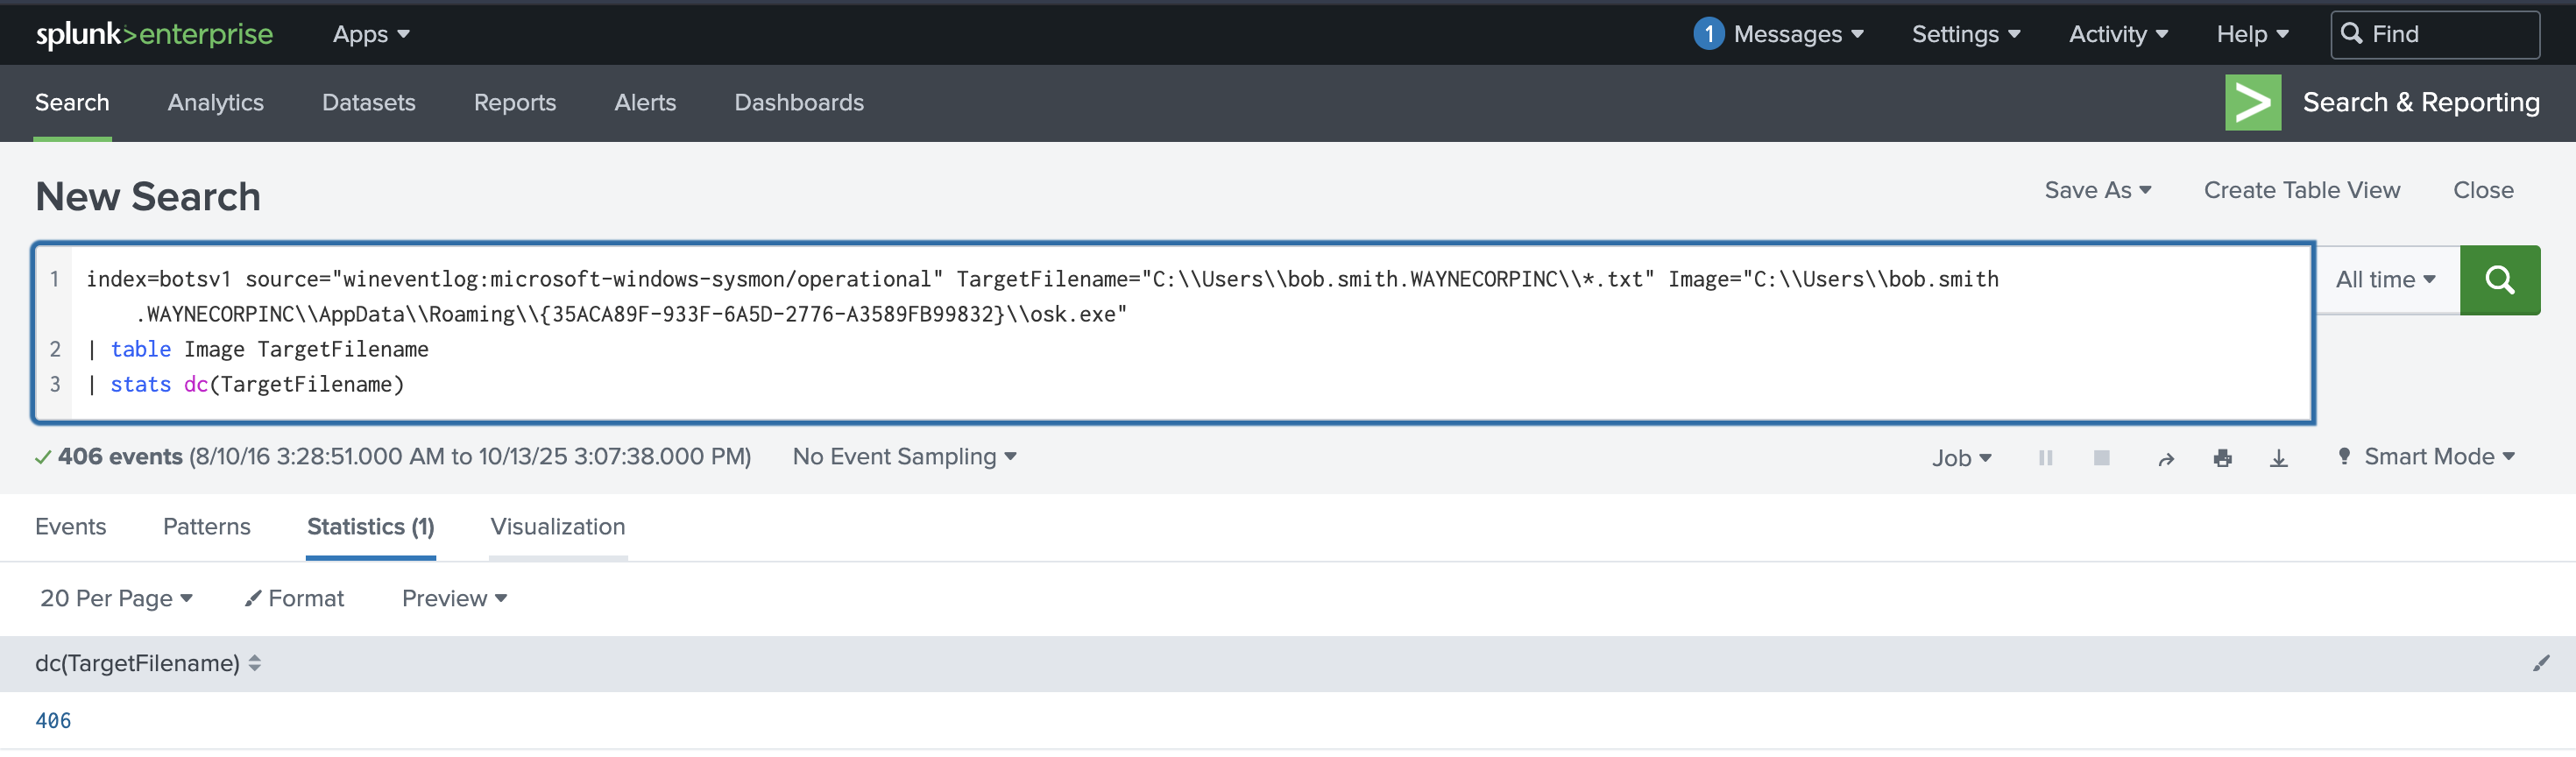 splunk>enterprise Apps 1 Messages Settings Activity Help Find
Search Analytics Datasets Reports Alerts Dashboards Search & Reporting
New Search Save As Create Table View Close
1 index=botsv1 source="wineventlog:microsoft-windows-sysmon/operational" TargetFilename="C:\\Users\\bob.smith.WAYNECORPINC\\*.txt" Image="C:\\Users\\bob.smith
.WAYNECORPINC\\AppData\\Roaming\\{35ACA89F-933F-6A5D-2776-A3589FB99832}\\osk.exe"
2 | table Image TargetFilename
3 | stats dc(TargetFilename)
All time
406 events (8/10/16 3:28:51.000 AM to 10/13/25 3:07:38.000 PM) No Event Sampling Job Smart Mode
Events Patterns Statistics (1) Visualization
20 Per Page Format Preview
dc(TargetFilename)
406